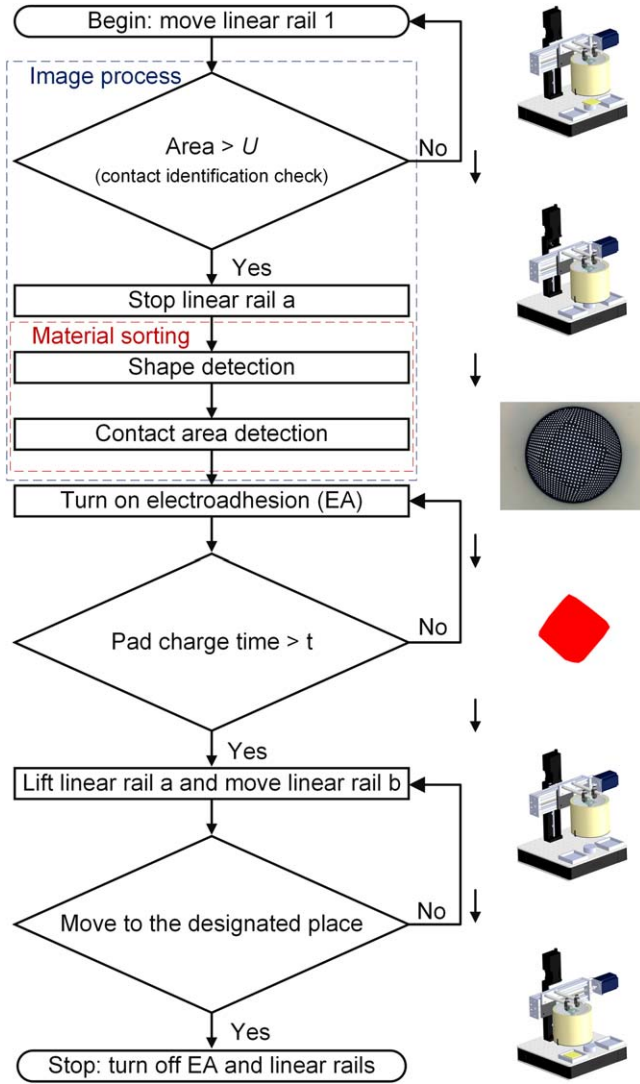 Begin: move linear rail 1
Image process
Area > U
(contact identification check)
No
Yes
Stop linear rail a
Material sorting
Shape detection
Contact area detection
Turn on electroadhesion (EA)
Pad charge time > t
No
Yes
Lift linear rail a and move linear rail b
Move to the designated place
No
Yes
Stop: turn off EA and linear rails